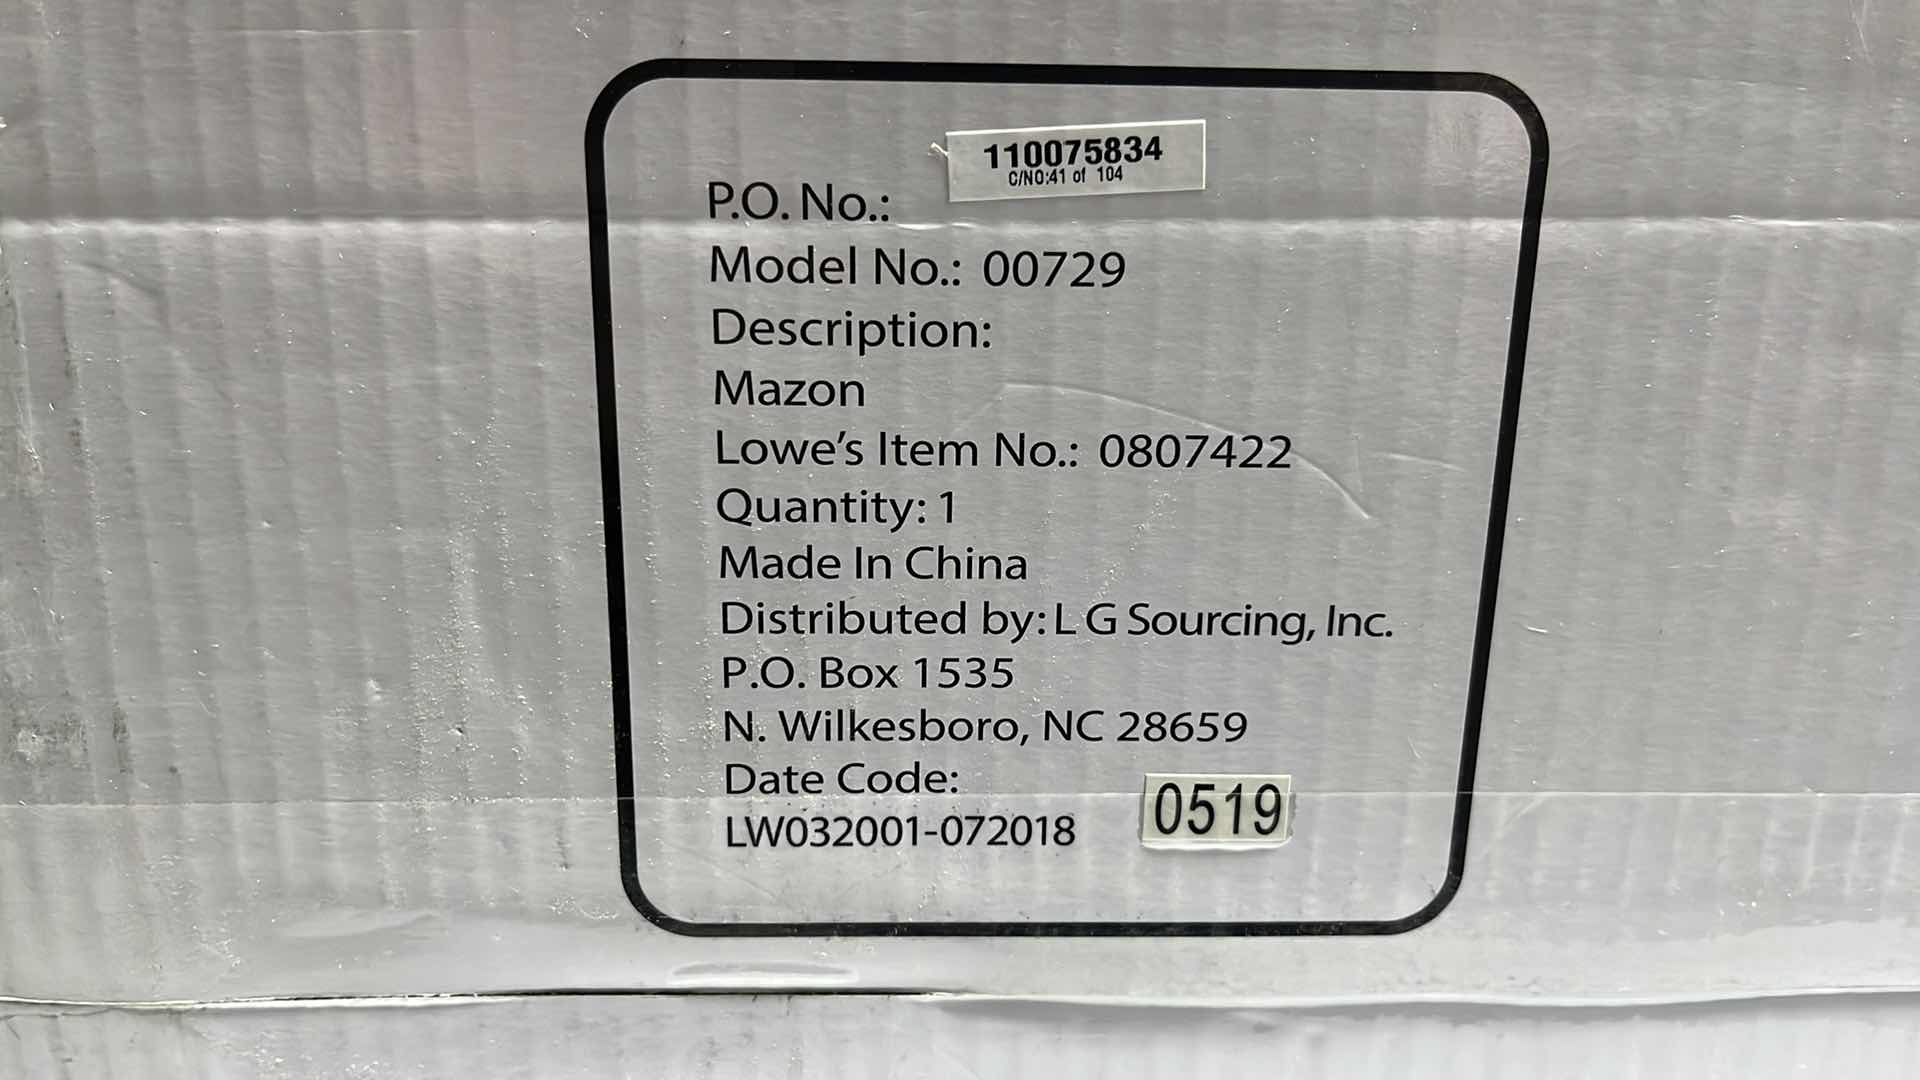 110075834
C/NO:41 of 104
P.O. No.:
Model No.: 00729
Description:
Mazon
Lowe's Item No.: 0807422
Quantity: 1
Made In China
Distributed by: L G Sourcing, Inc.
P.O. Box 1535
N. Wilkesboro, NC 28659
Date Code: 0519
LW032001-072018